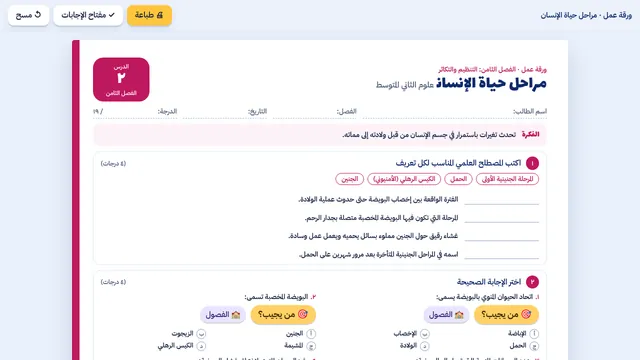 ورقة عمل · مراحل حياة الإنسان
✓ مفتاح الإجابات
طباعة
مسح
ورقة عمل · الفصل الثامن: التنظيم والتكاثر
مراحل حياة الإنسان علوم الثاني المتوسط
الدرس
٢
الفصل الثامن
اسم الطالب:
الفصل:
التاريخ:
الدرجة:
/ ١٩
الفكرة تحدث تغيرات باستمرار في جسم الإنسان من قبل ولادته إلى مماته.
١ اكتب المصطلح العلمي المناسب لكل تعريف
(٤ درجات)
المرحلة الجنينية الأولى
الحمل
الكيس الرهلي (الأمنيوني)
الجنين
الفترة الواقعة بين إخصاب البويضة حتى حدوث عملية الولادة.
المرحلة التي تكون فيها البويضة المخصبة متصلة بجدار الرحم.
غشاء رقيق حول الجنين مملوء بسائل يحميه ويعمل عمل وسادة.
اسمه في المراحل الجنينية المتأخرة بعد مرور شهرين على الحمل.
٢ اختر الإجابة الصحيحة
(٤ درجات)
١. اتحاد الحيوان المنوي بالبويضة يسمى:
من يجيب؟
الفصول
أ الإباضة
ب الإخصاب
ج الحمل
د الولادة
٢. البويضة المخصبة تسمى:
من يجيب؟
الفصول
أ الجنين
ب الزيجوت
ج المشيمة
د الكيس الرهلي